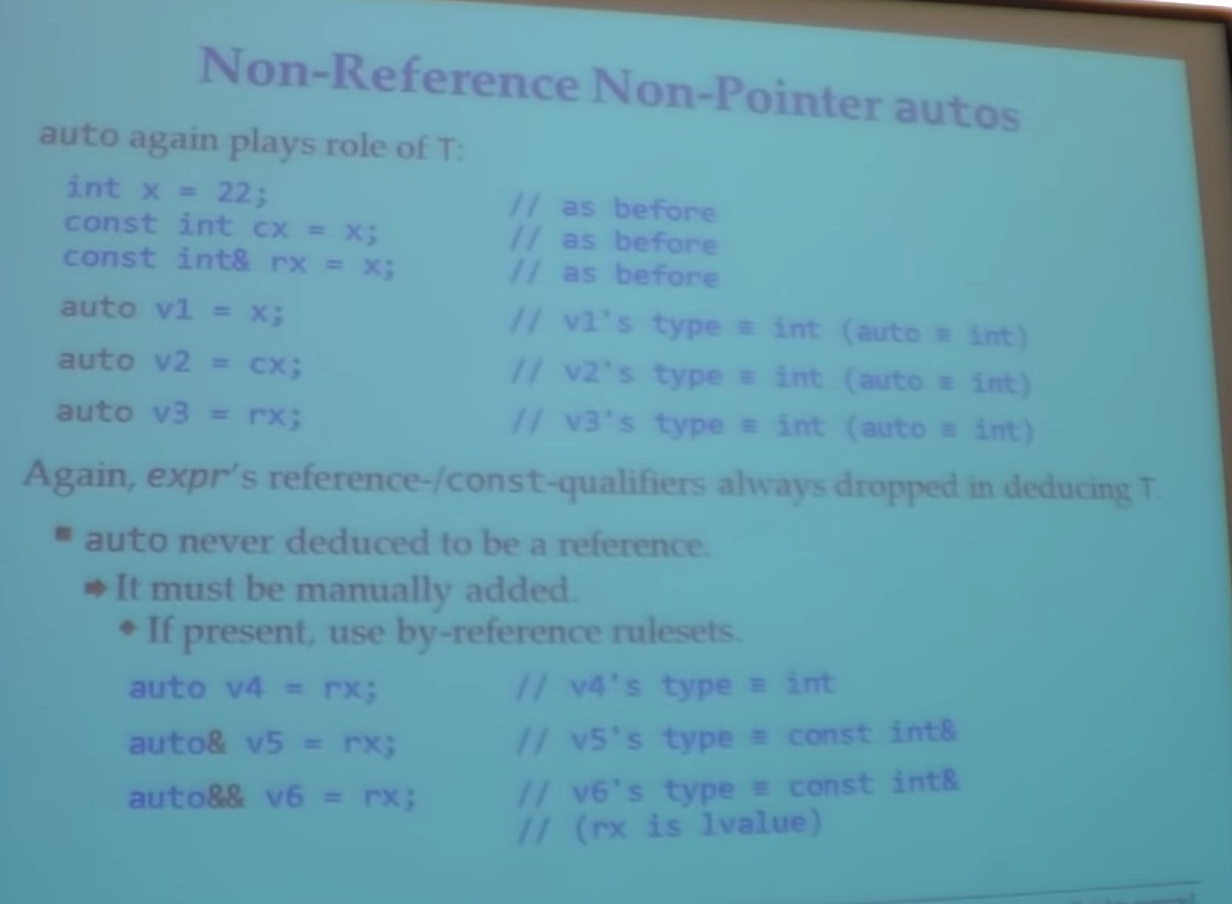 Non-Reference Non-Pointer autos
auto again plays role of T:
int x = 22; // as before
const int cx = x; // as before
const int& rx = x; // as before
auto v1 = x; // v1's type ≡ int (auto ≡ int)
auto v2 = cx; // v2's type ≡ int (auto ≡ int)
auto v3 = rx; // v3's type ≡ int (auto ≡ int)
Again, expr's reference-/const-qualifiers always dropped in deducing T.
▪ auto never deduced to be a reference.
➡ It must be manually added.
◆ If present, use by-reference rulesets.
auto v4 = rx; // v4's type ≡ int
auto& v5 = rx; // v5's type ≡ const int&
auto&& v6 = rx; // v6's type ≡ const int&
// (rx is lvalue)